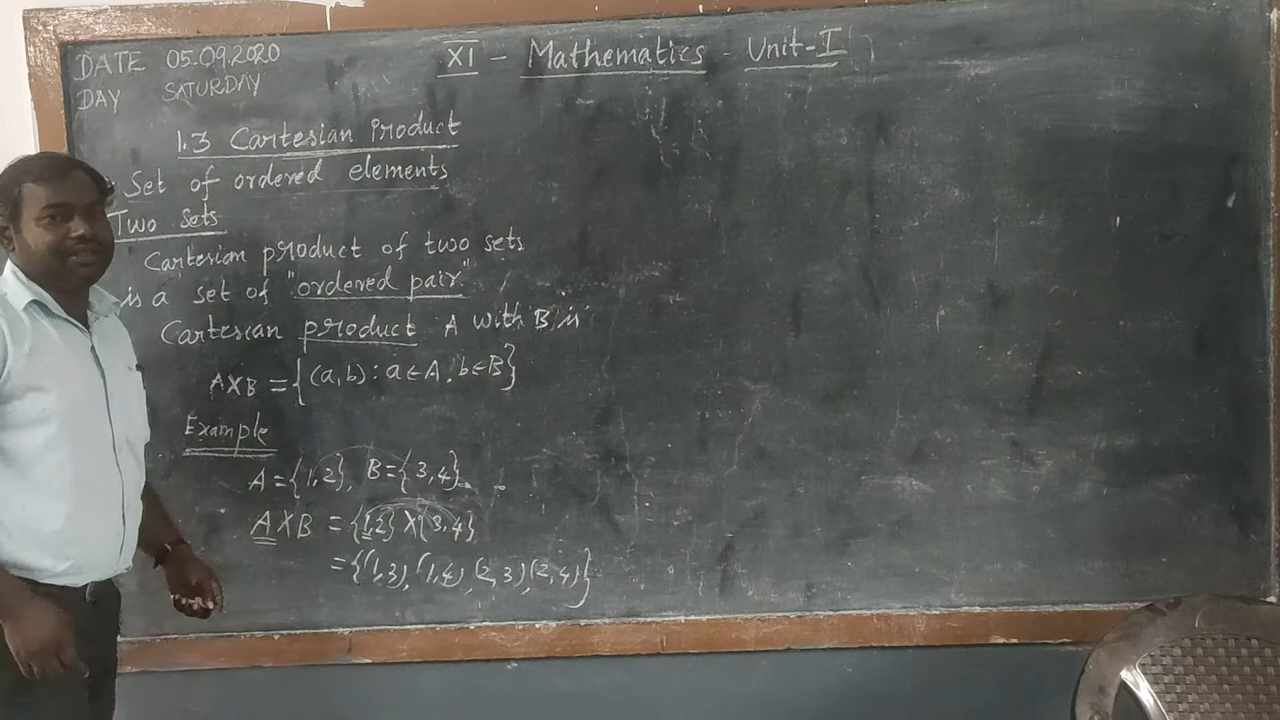 DATE 05.09.2020
DAY SATURDAY
XI - Mathematics - Unit-I
1.3 Cartesian Product
Set of ordered elements
Two Sets
Cartesian product of two sets
is a set of "ordered pair."
Cartesian product A with B is
A×B = {(a,b): a∈A, b∈B}
Example
A={1,2}, B={3,4}.
A×B = {1,2}×{3,4}
={(1,3), (1,4), (2,3), (2,4)}